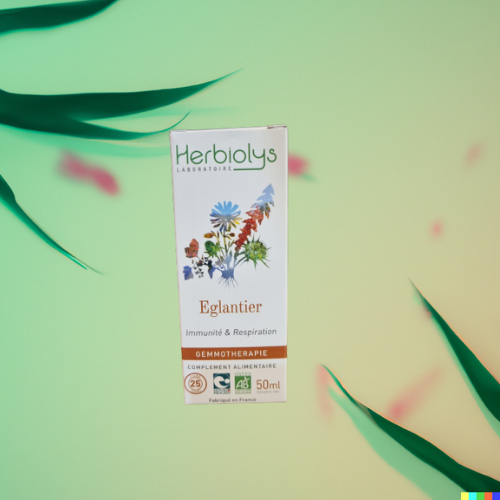 Herbiolys
LABORATOIRE
Eglantier
Immunité & Respiration
GEMMOTHERAPIE
COMPLEMENT ALIMENTAIRE
25
AB
50ml
Fabriqué en France